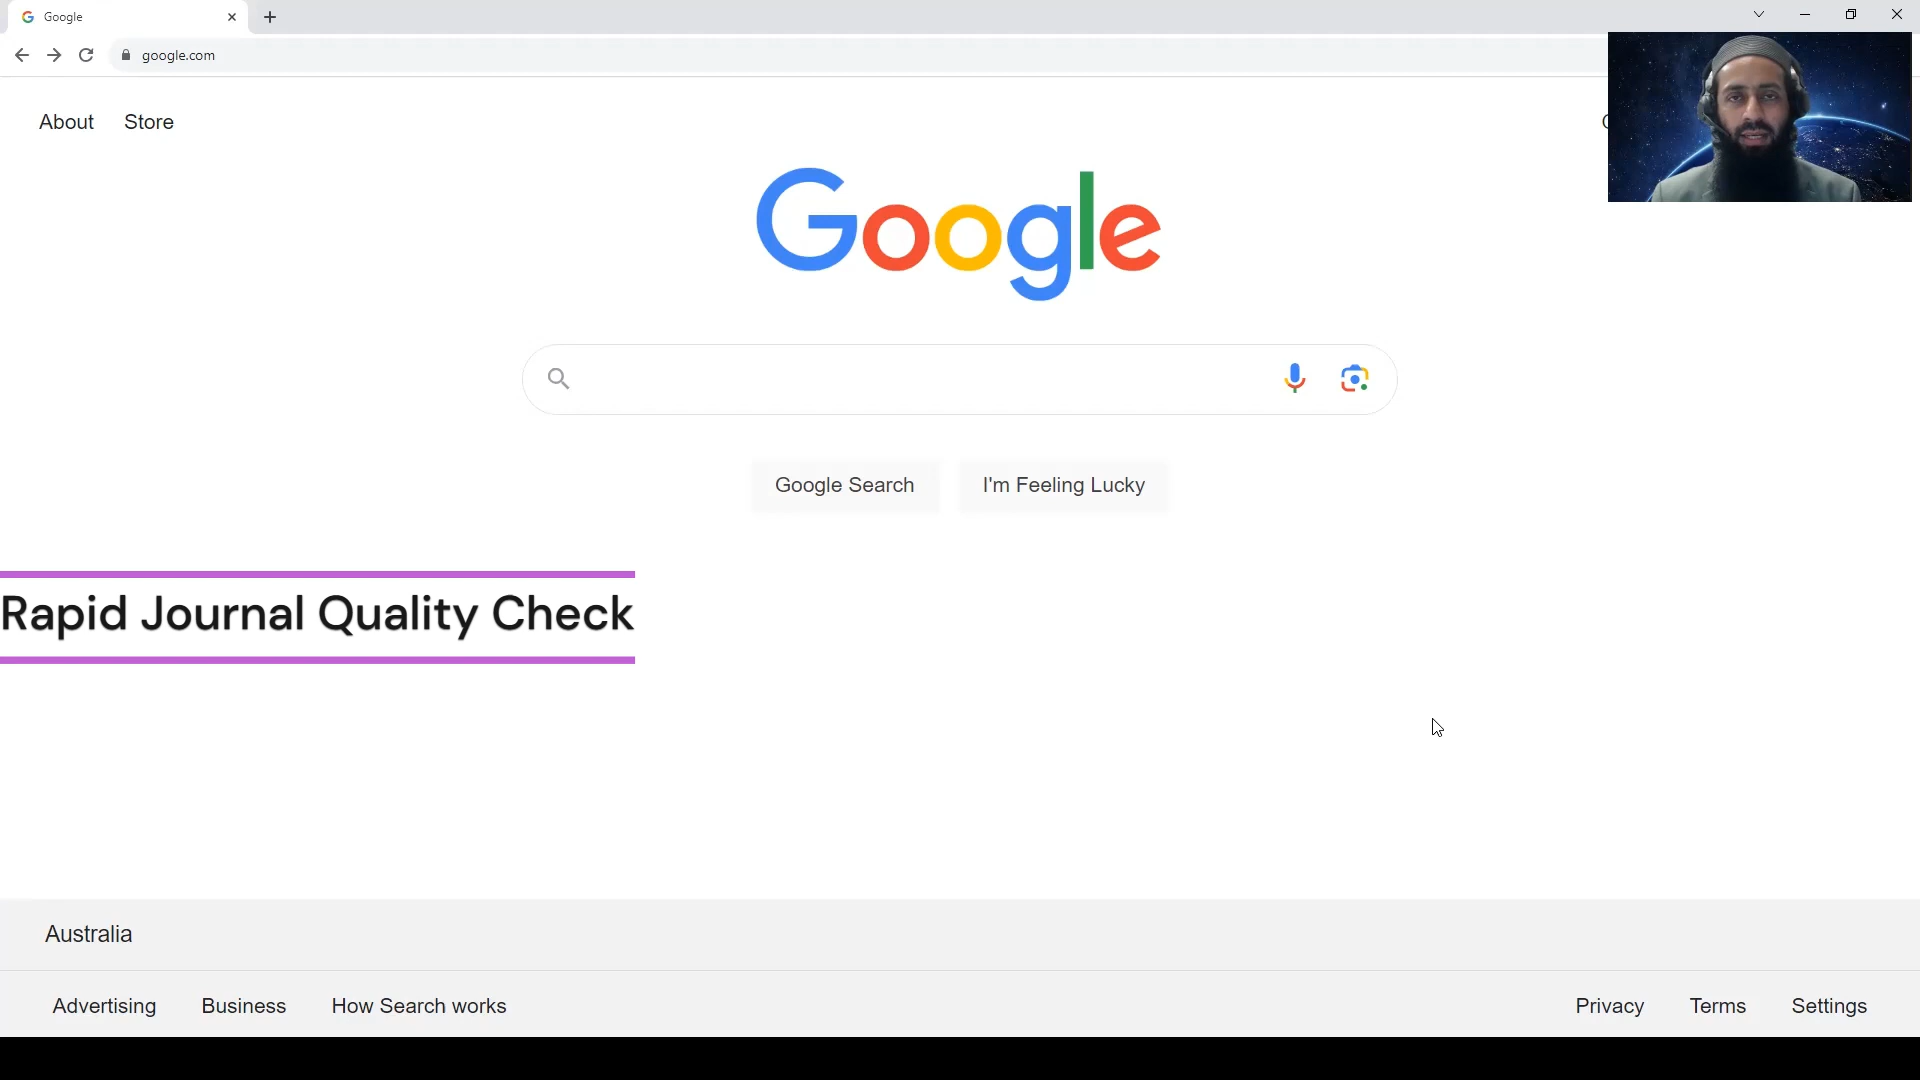 Google
google.com
About Store
Google
Google Search I'm Feeling Lucky
Rapid Journal Quality Check
Australia
Advertising Business How Search works Privacy Terms Settings